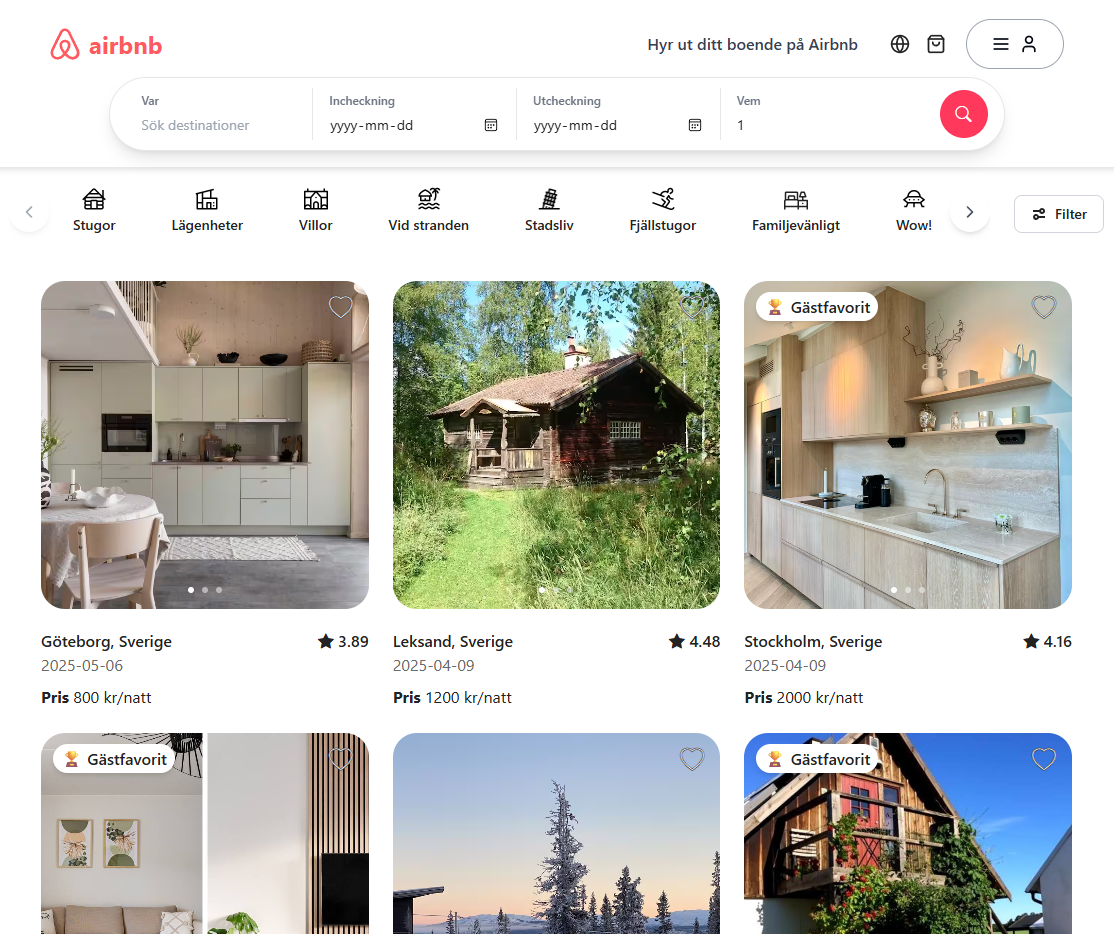 airbnb
Hyr ut ditt boende på Airbnb
Var
Sök destinationer
Incheckning
yyyy-mm-dd
Utcheckning
yyyy-mm-dd
Vem
1
Stugor
Lägenheter
Villor
Vid stranden
Stadsliv
Fjällstugor
Familjevänligt
Wow!
Filter
Gästfavorit
Göteborg, Sverige
3.89
2025-05-06
Pris 800 kr/natt
Leksand, Sverige
4.48
2025-04-09
Pris 1200 kr/natt
Stockholm, Sverige
4.16
2025-04-09
Pris 2000 kr/natt
Gästfavorit
Gästfavorit